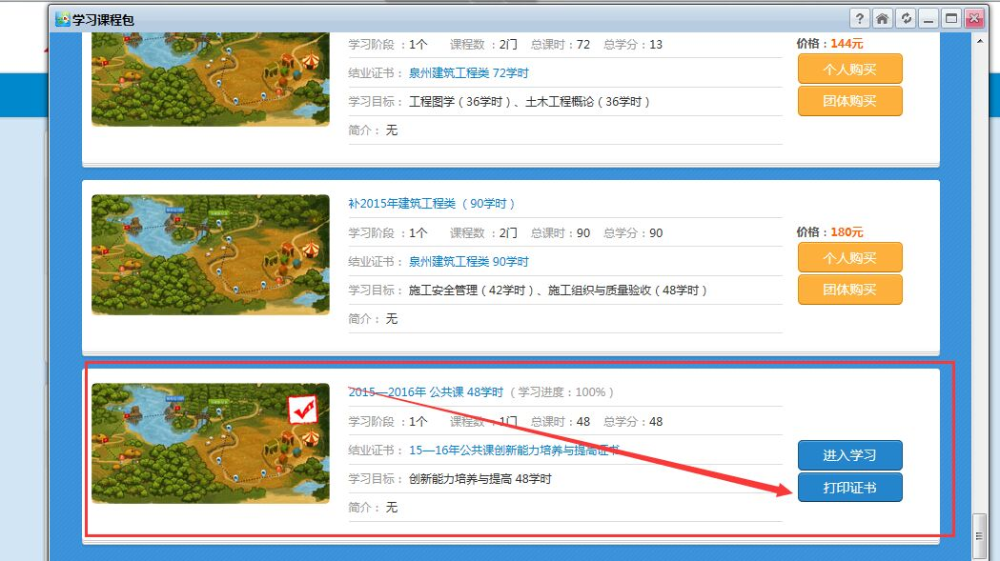 学习课程包
学习阶段 ：1个 课程数 ：2门 总课时：72 总学分：13
价格：144元
结业证书： 泉州建筑工程类 72学时
个人购买
学习目标： 工程图学（36学时）、土木工程概论（36学时）
团体购买
简介： 无
补2015年建筑工程类 （90学时）
学习阶段 ：1个 课程数 ：2门 总课时：90 总学分：90
价格：180元
结业证书： 泉州建筑工程类 90学时
个人购买
学习目标： 施工安全管理（42学时）、施工组织与质量验收（48学时）
团体购买
简介： 无
2015—2016年 公共课 48学时 （学习进度：100%）
学习阶段 ：1个 课程数 ：1门 总课时：48 总学分：48
结业证书： 15—16年公共课创新能力培养与提高证书
进入学习
学习目标： 创新能力培养与提高 48学时
打印证书
简介： 无